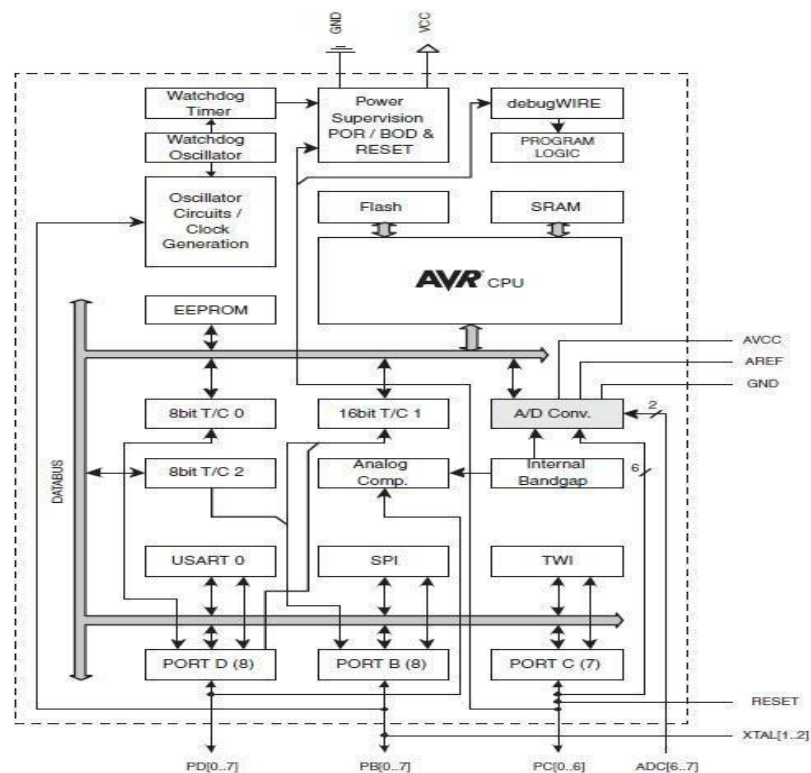 GND
VCC
Watchdog
Timer
Power
Supervision
POR / BOD &
RESET
debugWIRE
Watchdog
Oscillator
PROGRAM
LOGIC
Oscillator
Circuits /
Clock
Generation
Flash
SRAM
AVR CPU
EEPROM
AVCC
AREF
GND
8bit T/C 0
16bit T/C 1
A/D Conv.
2
DATABUS
8bit T/C 2
Analog
Comp.
Internal
Bandgap
6
USART 0
SPI
TWI
PORT D (8)
PORT B (8)
PORT C (7)
RESET
XTAL[1..2]
PD[0..7]
PB[0..7]
PC[0..6]
ADC[6..7]